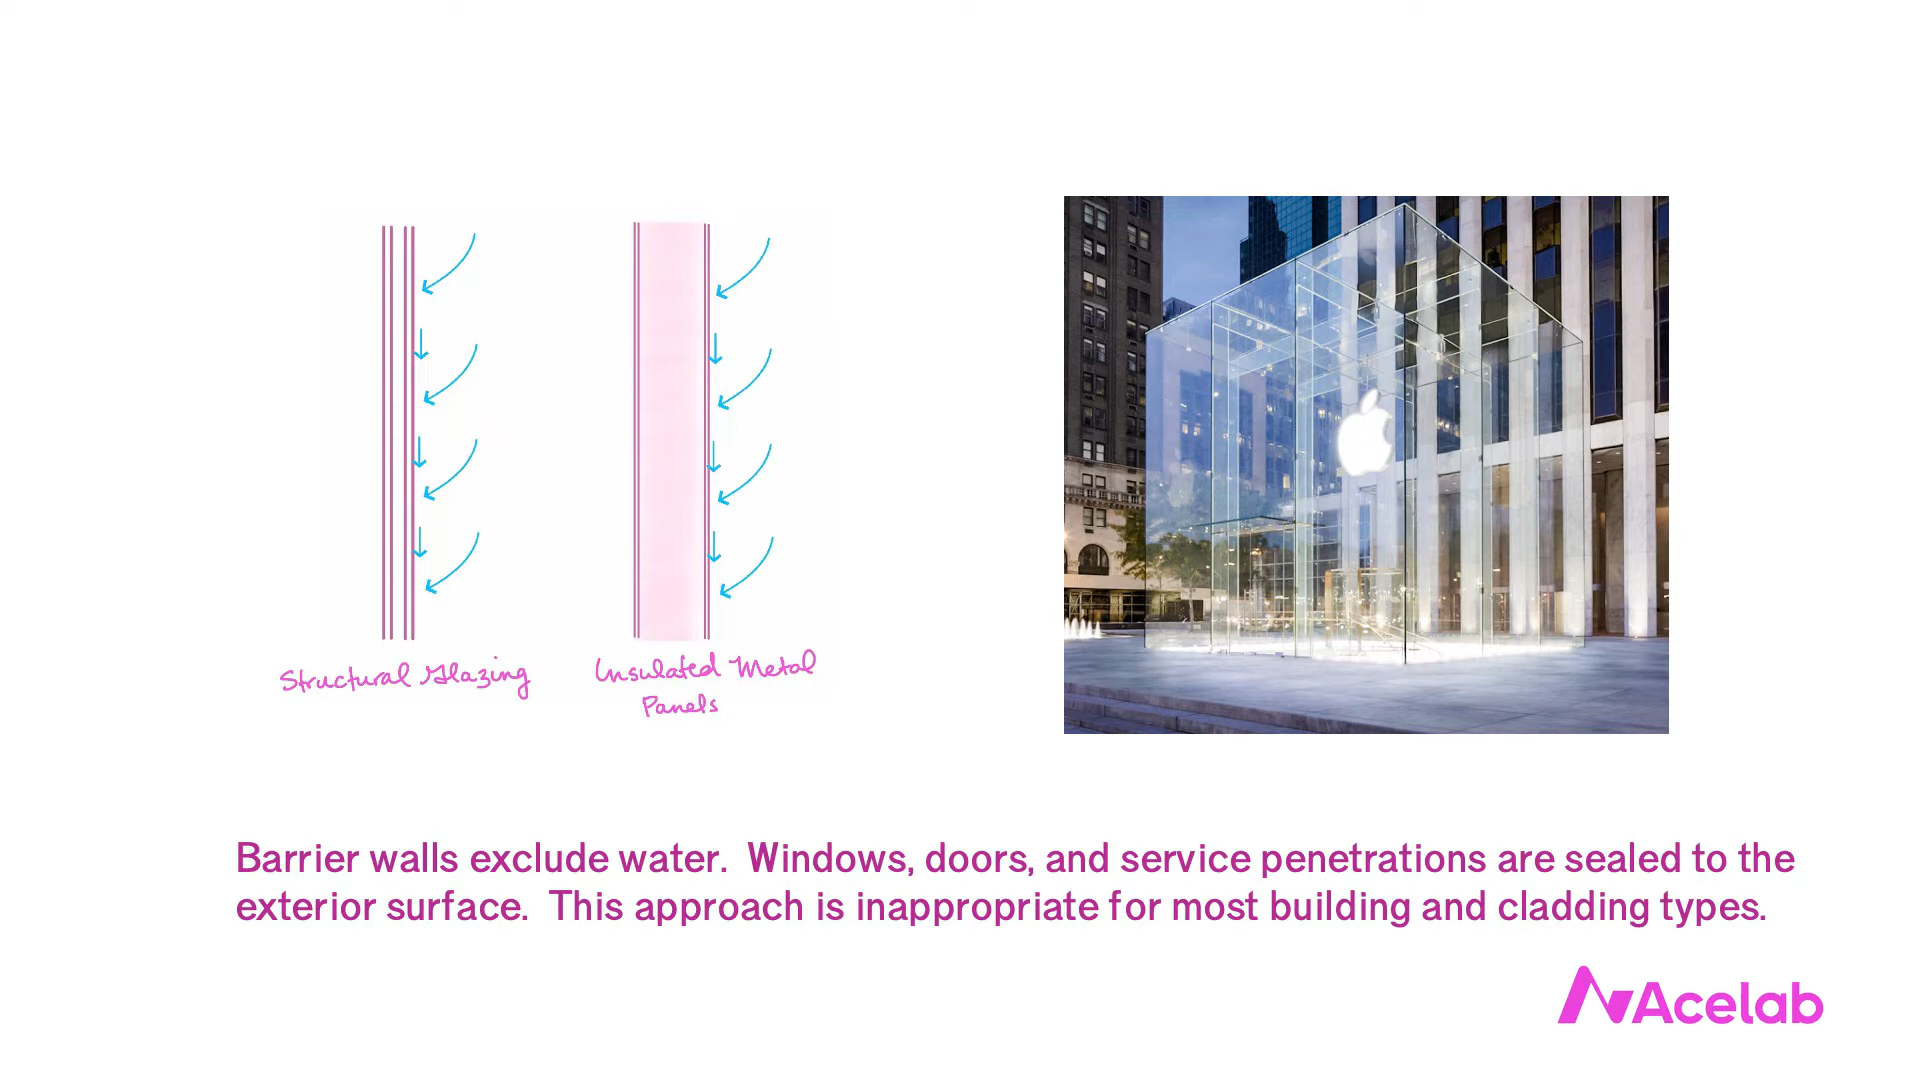 Structural Glazing
Insulated Metal
Panels
Barrier walls exclude water.  Windows, doors, and service penetrations are sealed to the
exterior surface.  This approach is inappropriate for most building and cladding types.
Acelab